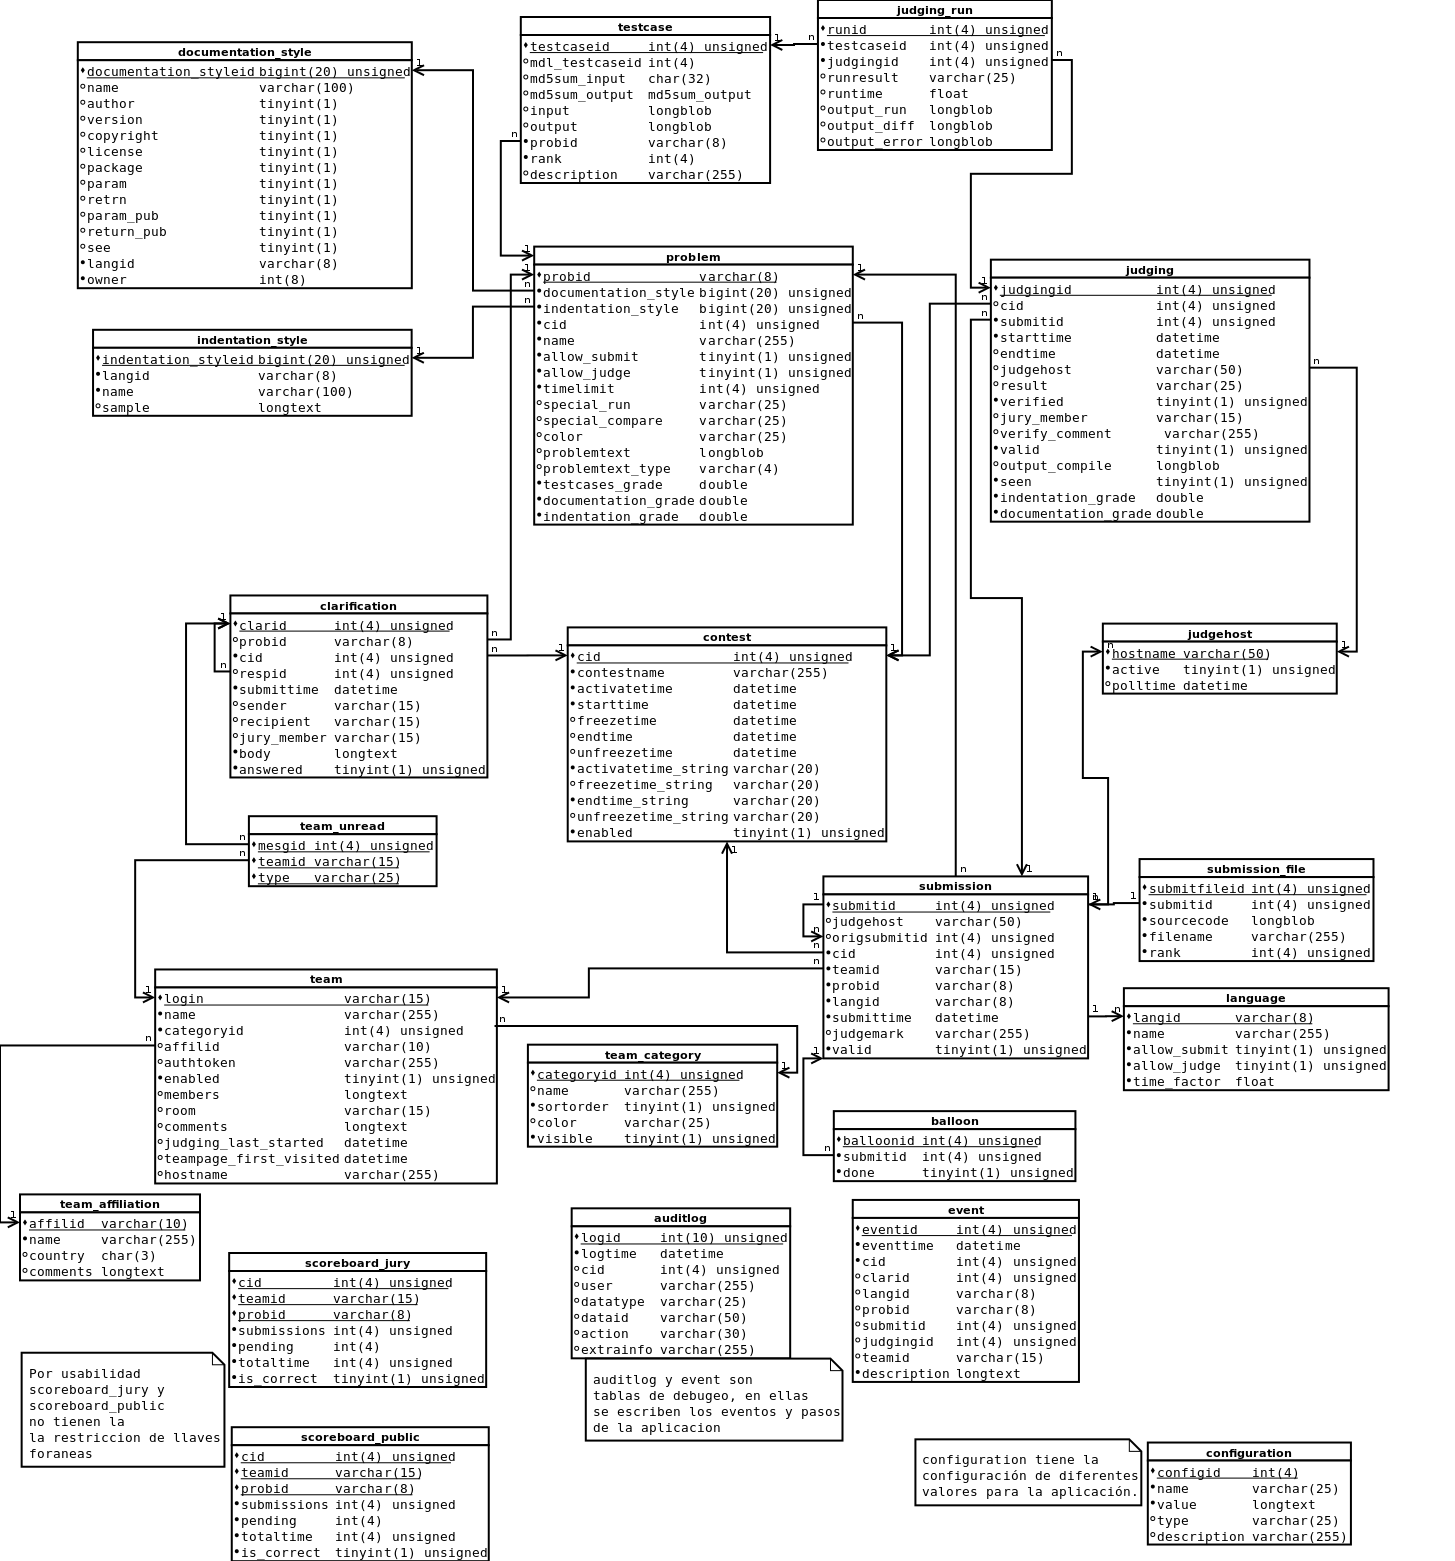 documentation_style
documentation_styleid bigint(20) unsigned
name varchar(100)
author tinyint(1)
version tinyint(1)
copyright tinyint(1)
license tinyint(1)
package tinyint(1)
param tinyint(1)
retrn tinyint(1)
param_pub tinyint(1)
return_pub tinyint(1)
see tinyint(1)
langid varchar(8)
owner int(8)
testcase
testcaseid int(4) unsigned
mdl_testcaseid int(4)
md5sum_input char(32)
md5sum_output md5sum_output
input longblob
output longblob
probid varchar(8)
rank int(4)
description varchar(255)
judging_run
runid int(4) unsigned
testcaseid int(4) unsigned
judgingid int(4) unsigned
runresult varchar(25)
runtime float
output_run longblob
output_diff longblob
output_error longblob
indentation_style
indentation_styleid bigint(20) unsigned
langid varchar(8)
name varchar(100)
sample longtext
problem
probid varchar(8)
documentation_style bigint(20) unsigned
indentation_style bigint(20) unsigned
cid int(4) unsigned
name varchar(255)
allow_submit tinyint(1) unsigned
allow_judge tinyint(1) unsigned
timelimit int(4) unsigned
special_run varchar(25)
special_compare varchar(25)
color varchar(25)
problemtext longblob
problemtext_type varchar(4)
testcases_grade double
documentation_grade double
indentation_grade double
judging
judgingid int(4) unsigned
cid int(4) unsigned
submitid int(4) unsigned
starttime datetime
endtime datetime
judgehost varchar(50)
result varchar(25)
verified tinyint(1) unsigned
jury_member varchar(15)
verify_comment varchar(255)
valid tinyint(1) unsigned
output_compile longblob
seen tinyint(1) unsigned
indentation_grade double
documentation_grade double
clarification
clarid int(4) unsigned
probid varchar(8)
cid int(4) unsigned
respid int(4) unsigned
submittime datetime
sender varchar(15)
recipient varchar(15)
jury_member varchar(15)
body longtext
answered tinyint(1) unsigned
contest
cid int(4) unsigned
contestname varchar(255)
activatetime datetime
starttime datetime
freezetime datetime
endtime datetime
unfreezetime datetime
activatetime_string varchar(20)
freezetime_string varchar(20)
endtime_string varchar(20)
unfreezetime_string varchar(20)
enabled tinyint(1) unsigned
judgehost
hostname varchar(50)
active tinyint(1) unsigned
polltime datetime
team_unread
mesgid int(4) unsigned
teamid varchar(15)
type varchar(25)
submission
submitid int(4) unsigned
judgehost varchar(50)
origsubmitid int(4) unsigned
cid int(4) unsigned
teamid varchar(15)
probid varchar(8)
langid varchar(8)
submittime datetime
judgemark varchar(255)
valid tinyint(1) unsigned
submission_file
submitfileid int(4) unsigned
submitid int(4) unsigned
sourcecode longblob
filename varchar(255)
rank int(4) unsigned
team
login varchar(15)
name varchar(255)
categoryid int(4) unsigned
affilid varchar(10)
authtoken varchar(255)
enabled tinyint(1) unsigned
members longtext
room varchar(15)
comments longtext
judging_last_started datetime
teampage_first_visited datetime
hostname varchar(255)
language
langid varchar(8)
name varchar(255)
allow_submit tinyint(1) unsigned
allow_judge tinyint(1) unsigned
time_factor float
team_category
categoryid int(4) unsigned
name varchar(255)
sortorder tinyint(1) unsigned
color varchar(25)
visible tinyint(1) unsigned
balloon
balloonid int(4) unsigned
submitid int(4) unsigned
done tinyint(1) unsigned
team_affiliation
affilid varchar(10)
name varchar(255)
country char(3)
comments longtext
auditlog
logid int(10) unsigned
logtime datetime
cid int(4) unsigned
user varchar(255)
datatype varchar(25)
dataid varchar(50)
action varchar(30)
extrainfo varchar(255)
event
eventid int(4) unsigned
eventtime datetime
cid int(4) unsigned
clarid int(4) unsigned
langid varchar(8)
probid varchar(8)
submitid int(4) unsigned
judgingid int(4) unsigned
teamid varchar(15)
description longtext
scoreboard_jury
cid int(4) unsigned
teamid varchar(15)
probid varchar(8)
submissions int(4) unsigned
pending int(4)
totaltime int(4) unsigned
is_correct tinyint(1) unsigned
Por usabilidad
scoreboard_jury y
scoreboard_public
no tienen la
la restriccion de llaves
foraneas
auditlog y event son
tablas de debugeo, en ellas
se escriben los eventos y pasos
de la aplicacion
scoreboard_public
cid int(4) unsigned
teamid varchar(15)
probid varchar(8)
submissions int(4) unsigned
pending int(4)
totaltime int(4) unsigned
is_correct tinyint(1) unsigned
configuration tiene la
configuración de diferentes
valores para la aplicación.
configuration
configid int(4)
name varchar(25)
value longtext
type varchar(25)
description varchar(255)